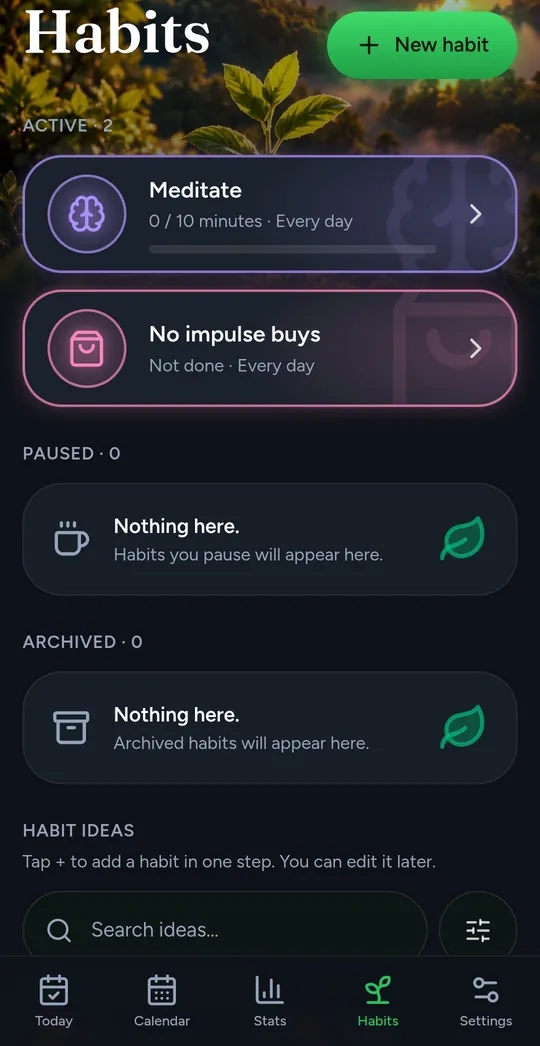 Habits
+ New habit
ACTIVE · 2
Meditate
0 / 10 minutes · Every day
No impulse buys
Not done · Every day
PAUSED · 0
Nothing here.
Habits you pause will appear here.
ARCHIVED · 0
Nothing here.
Archived habits will appear here.
HABIT IDEAS
Tap + to add a habit in one step. You can edit it later.
Search ideas...
Today
Calendar
Stats
Habits
Settings